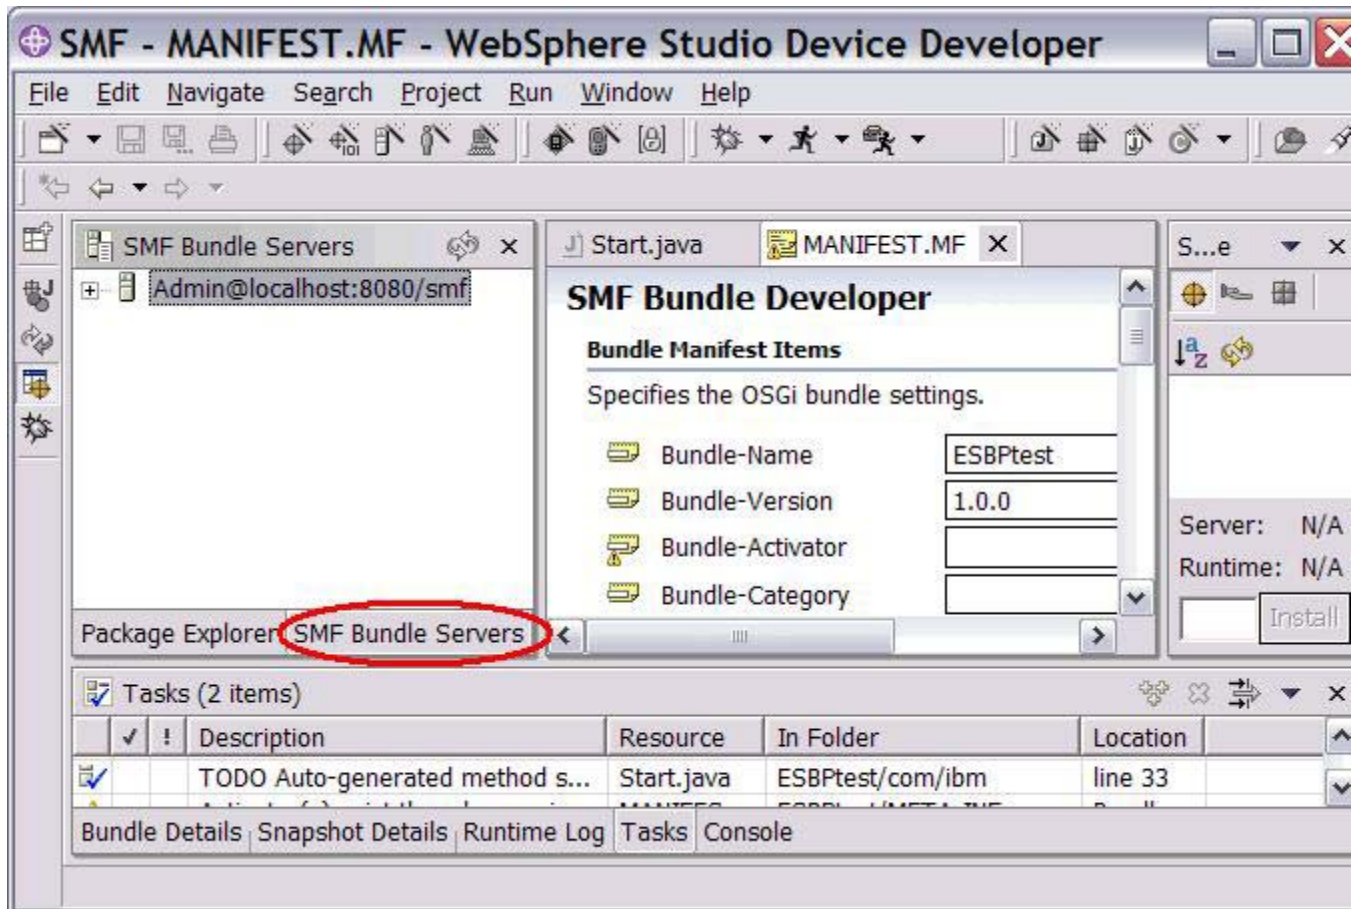 SMF - MANIFEST.MF - WebSphere Studio Device Developer
File Edit Navigate Search Project Run Window Help
SMF Bundle Servers
Admin@localhost:8080/smf
Package Explorer SMF Bundle Servers
Start.java MANIFEST.MF
SMF Bundle Developer
Bundle Manifest Items
Specifies the OSGi bundle settings.
Bundle-Name ESBPtest
Bundle-Version 1.0.0
Bundle-Activator
Bundle-Category
S...e
Server: N/A
Runtime: N/A
Install
Tasks (2 items)
! Description Resource In Folder Location
TODO Auto-generated method s... Start.java ESBPtest/com/ibm line 33
Bundle Details Snapshot Details Runtime Log Tasks Console